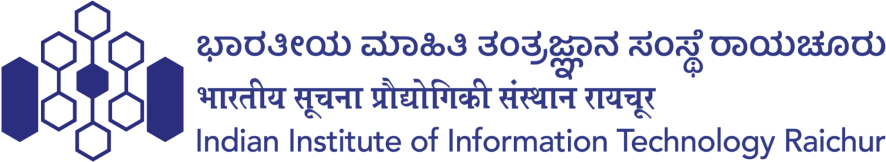 ಭಾರತೀಯ ಮಾಹಿತಿ ತಂತ್ರಜ್ಞಾನ ಸಂಸ್ಥೆ ರಾಯಚೂರು
भारतीय सूचना प्रौद्योगिकी संस्थान रायचूर
Indian Institute of Information Technology Raichur